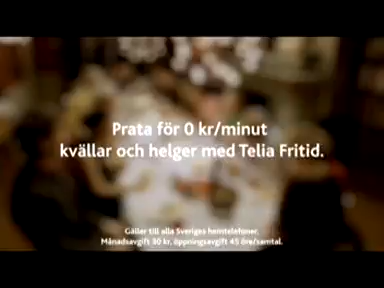 Prata för 0 kr/minut
kvällar och helger med Telia Fritid.
Gäller till alla Sveriges hemtelefoner.
Månadsavgift 30 kr, öppningsavgift 45 öre/samtal.